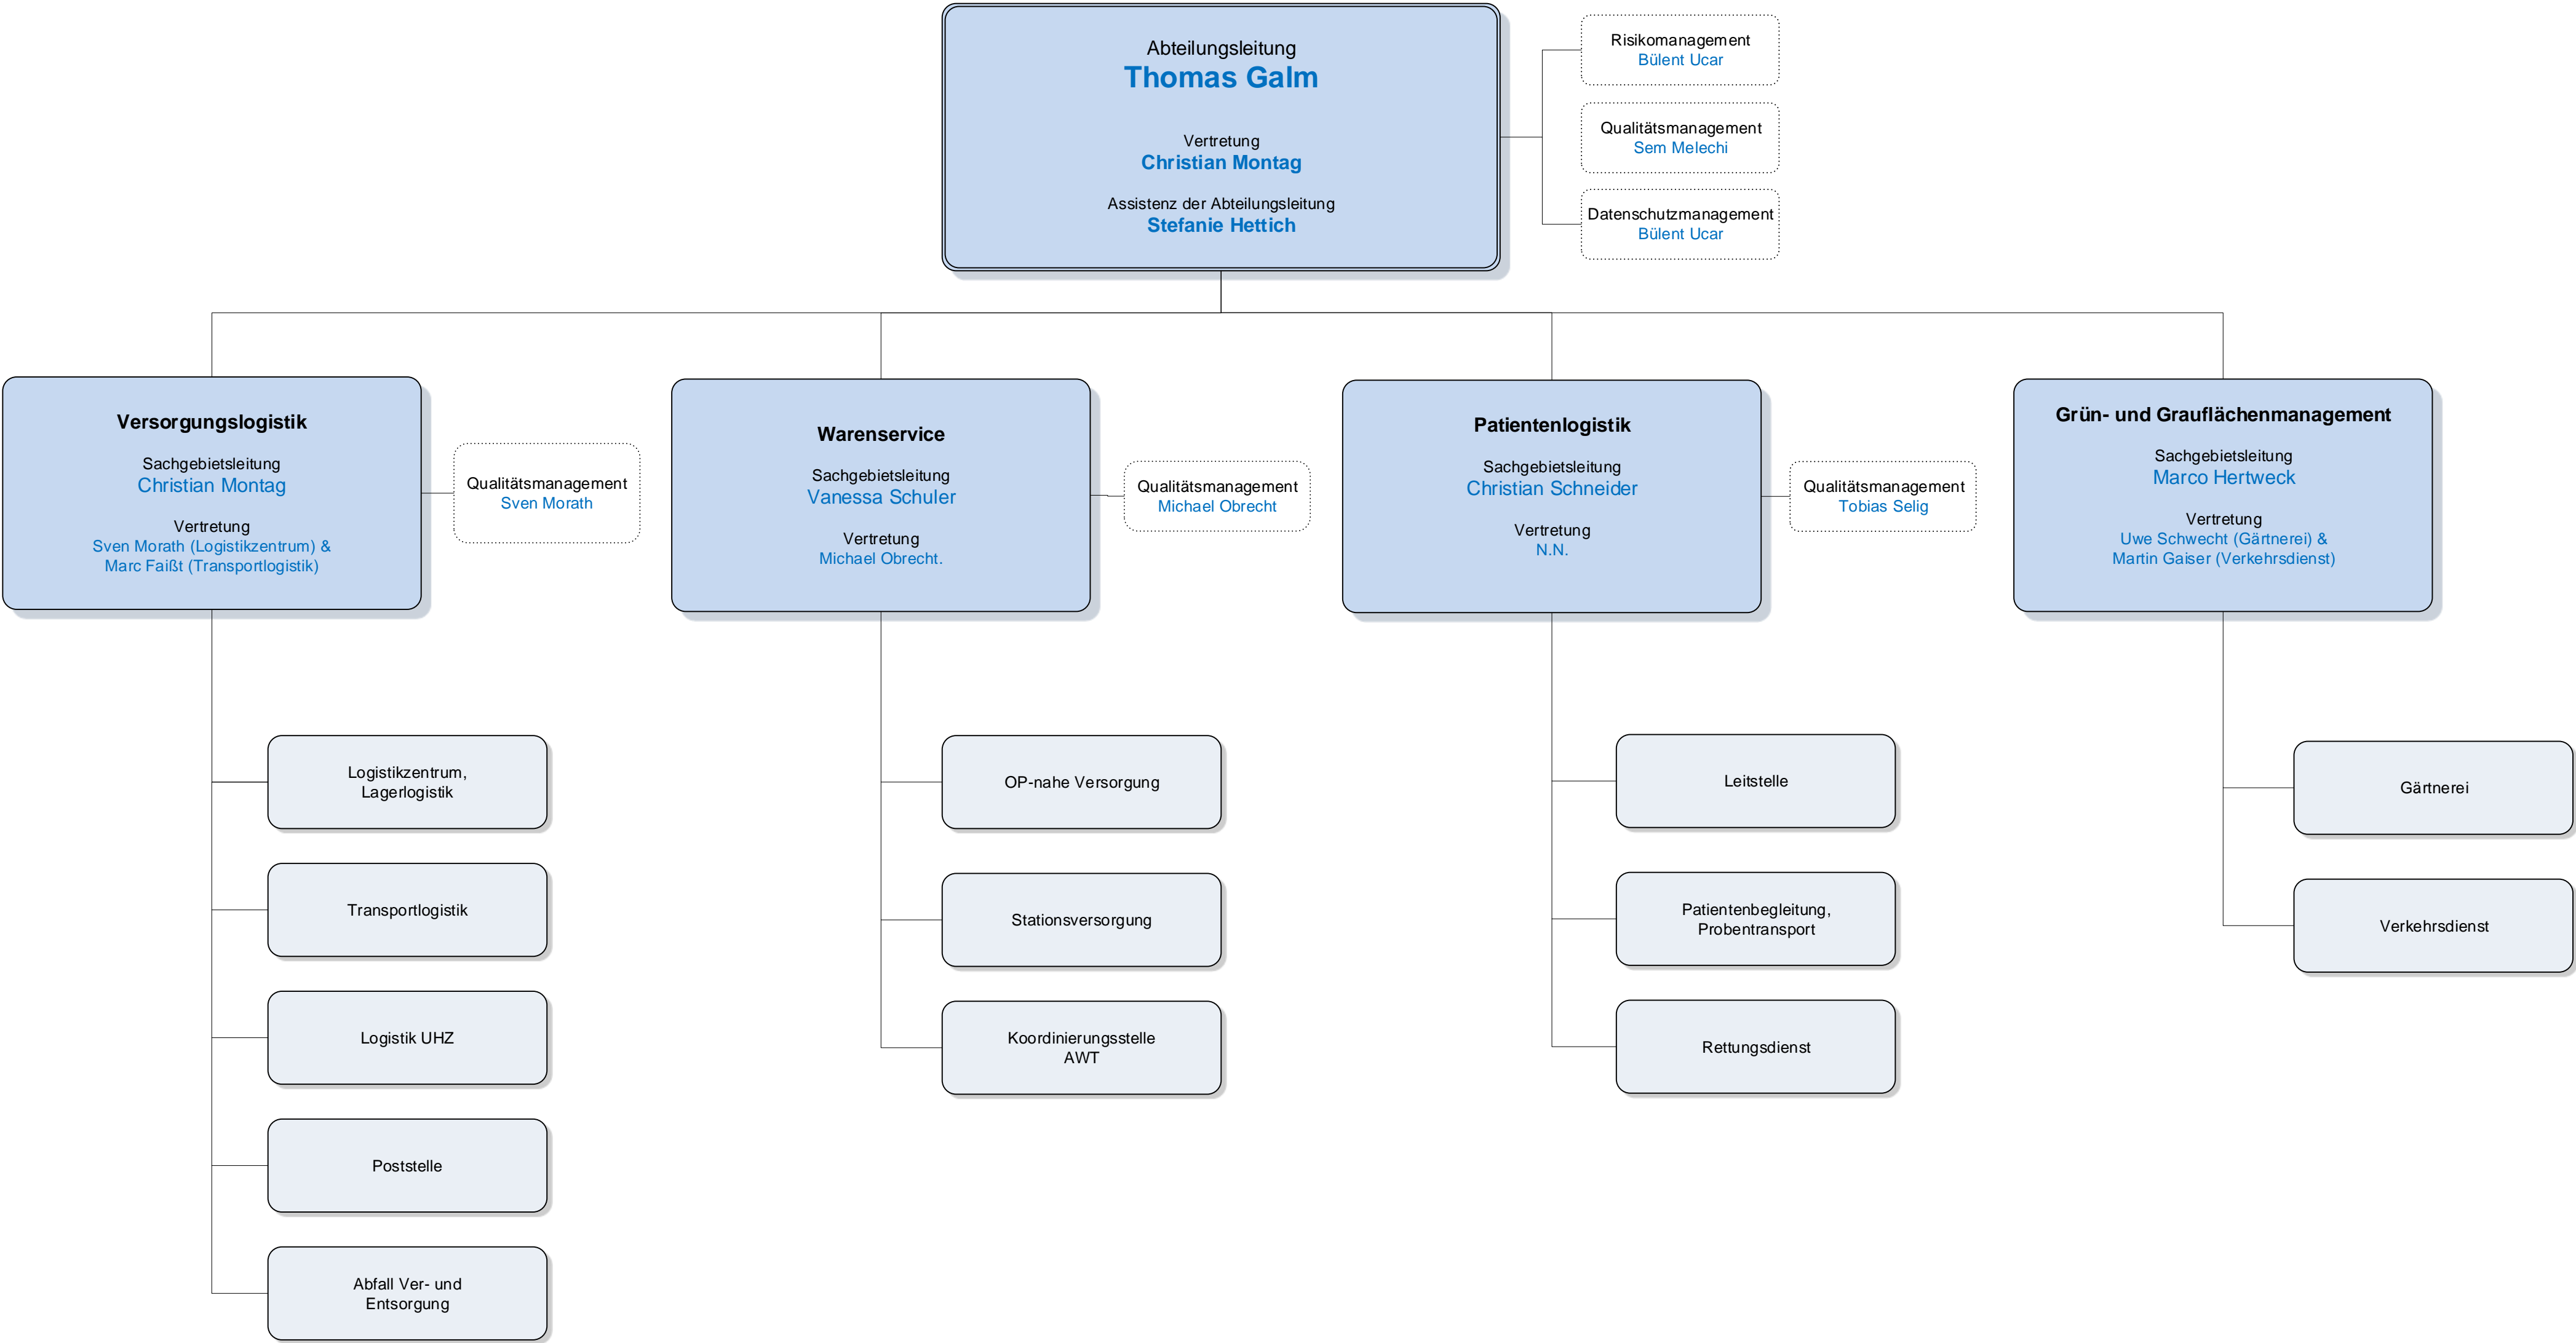 Abteilungsleitung
Thomas Galm
Vertretung
Christian Montag
Assistenz der Abteilungsleitung
Stefanie Hettich
Risikomanagement
Bülent Ucar
Qualitätsmanagement
Sem Melechi
Datenschutzmanagement
Bülent Ucar
Versorgungslogistik
Sachgebietsleitung
Christian Montag
Vertretung
Sven Morath (Logistikzentrum) &
Marc Faißt (Transportlogistik)
Qualitätsmanagement
Sven Morath
Warenservice
Sachgebietsleitung
Vanessa Schuler
Vertretung
Michael Obrecht.
Qualitätsmanagement
Michael Obrecht
Patientenlogistik
Sachgebietsleitung
Christian Schneider
Vertretung
N.N.
Qualitätsmanagement
Tobias Selig
Grün- und Grauflächenmanagement
Sachgebietsleitung
Marco Hertweck
Vertretung
Uwe Schwecht (Gärtnerei) &
Martin Gaiser (Verkehrsdienst)
Logistikzentrum,
Lagerlogistik
Transportlogistik
Logistik UHZ
Poststelle
Abfall Ver- und
Entsorgung
OP-nahe Versorgung
Stationsversorgung
Koordinierungsstelle
AWT
Leitstelle
Patientenbegleitung,
Probentransport
Rettungsdienst
Gärtnerei
Verkehrsdienst